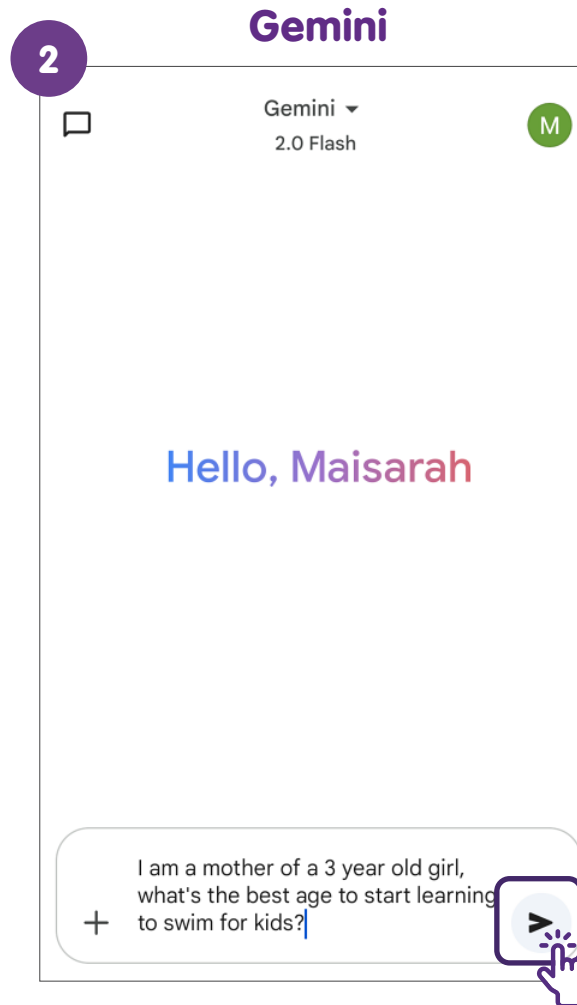 Gemini
2
Gemini
2.0 Flash
M
Hello, Maisarah
I am a mother of a 3 year old girl,
what's the best age to start learning
to swim for kids?